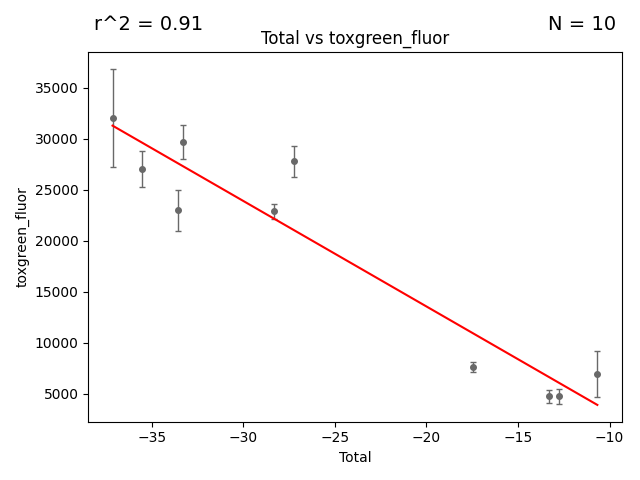 r^2 = 0.91
N = 10
Total vs toxgreen_fluor
toxgreen_fluor
35000
30000
25000
20000
15000
10000
5000
−35
−30
−25
−20
−15
−10
Total